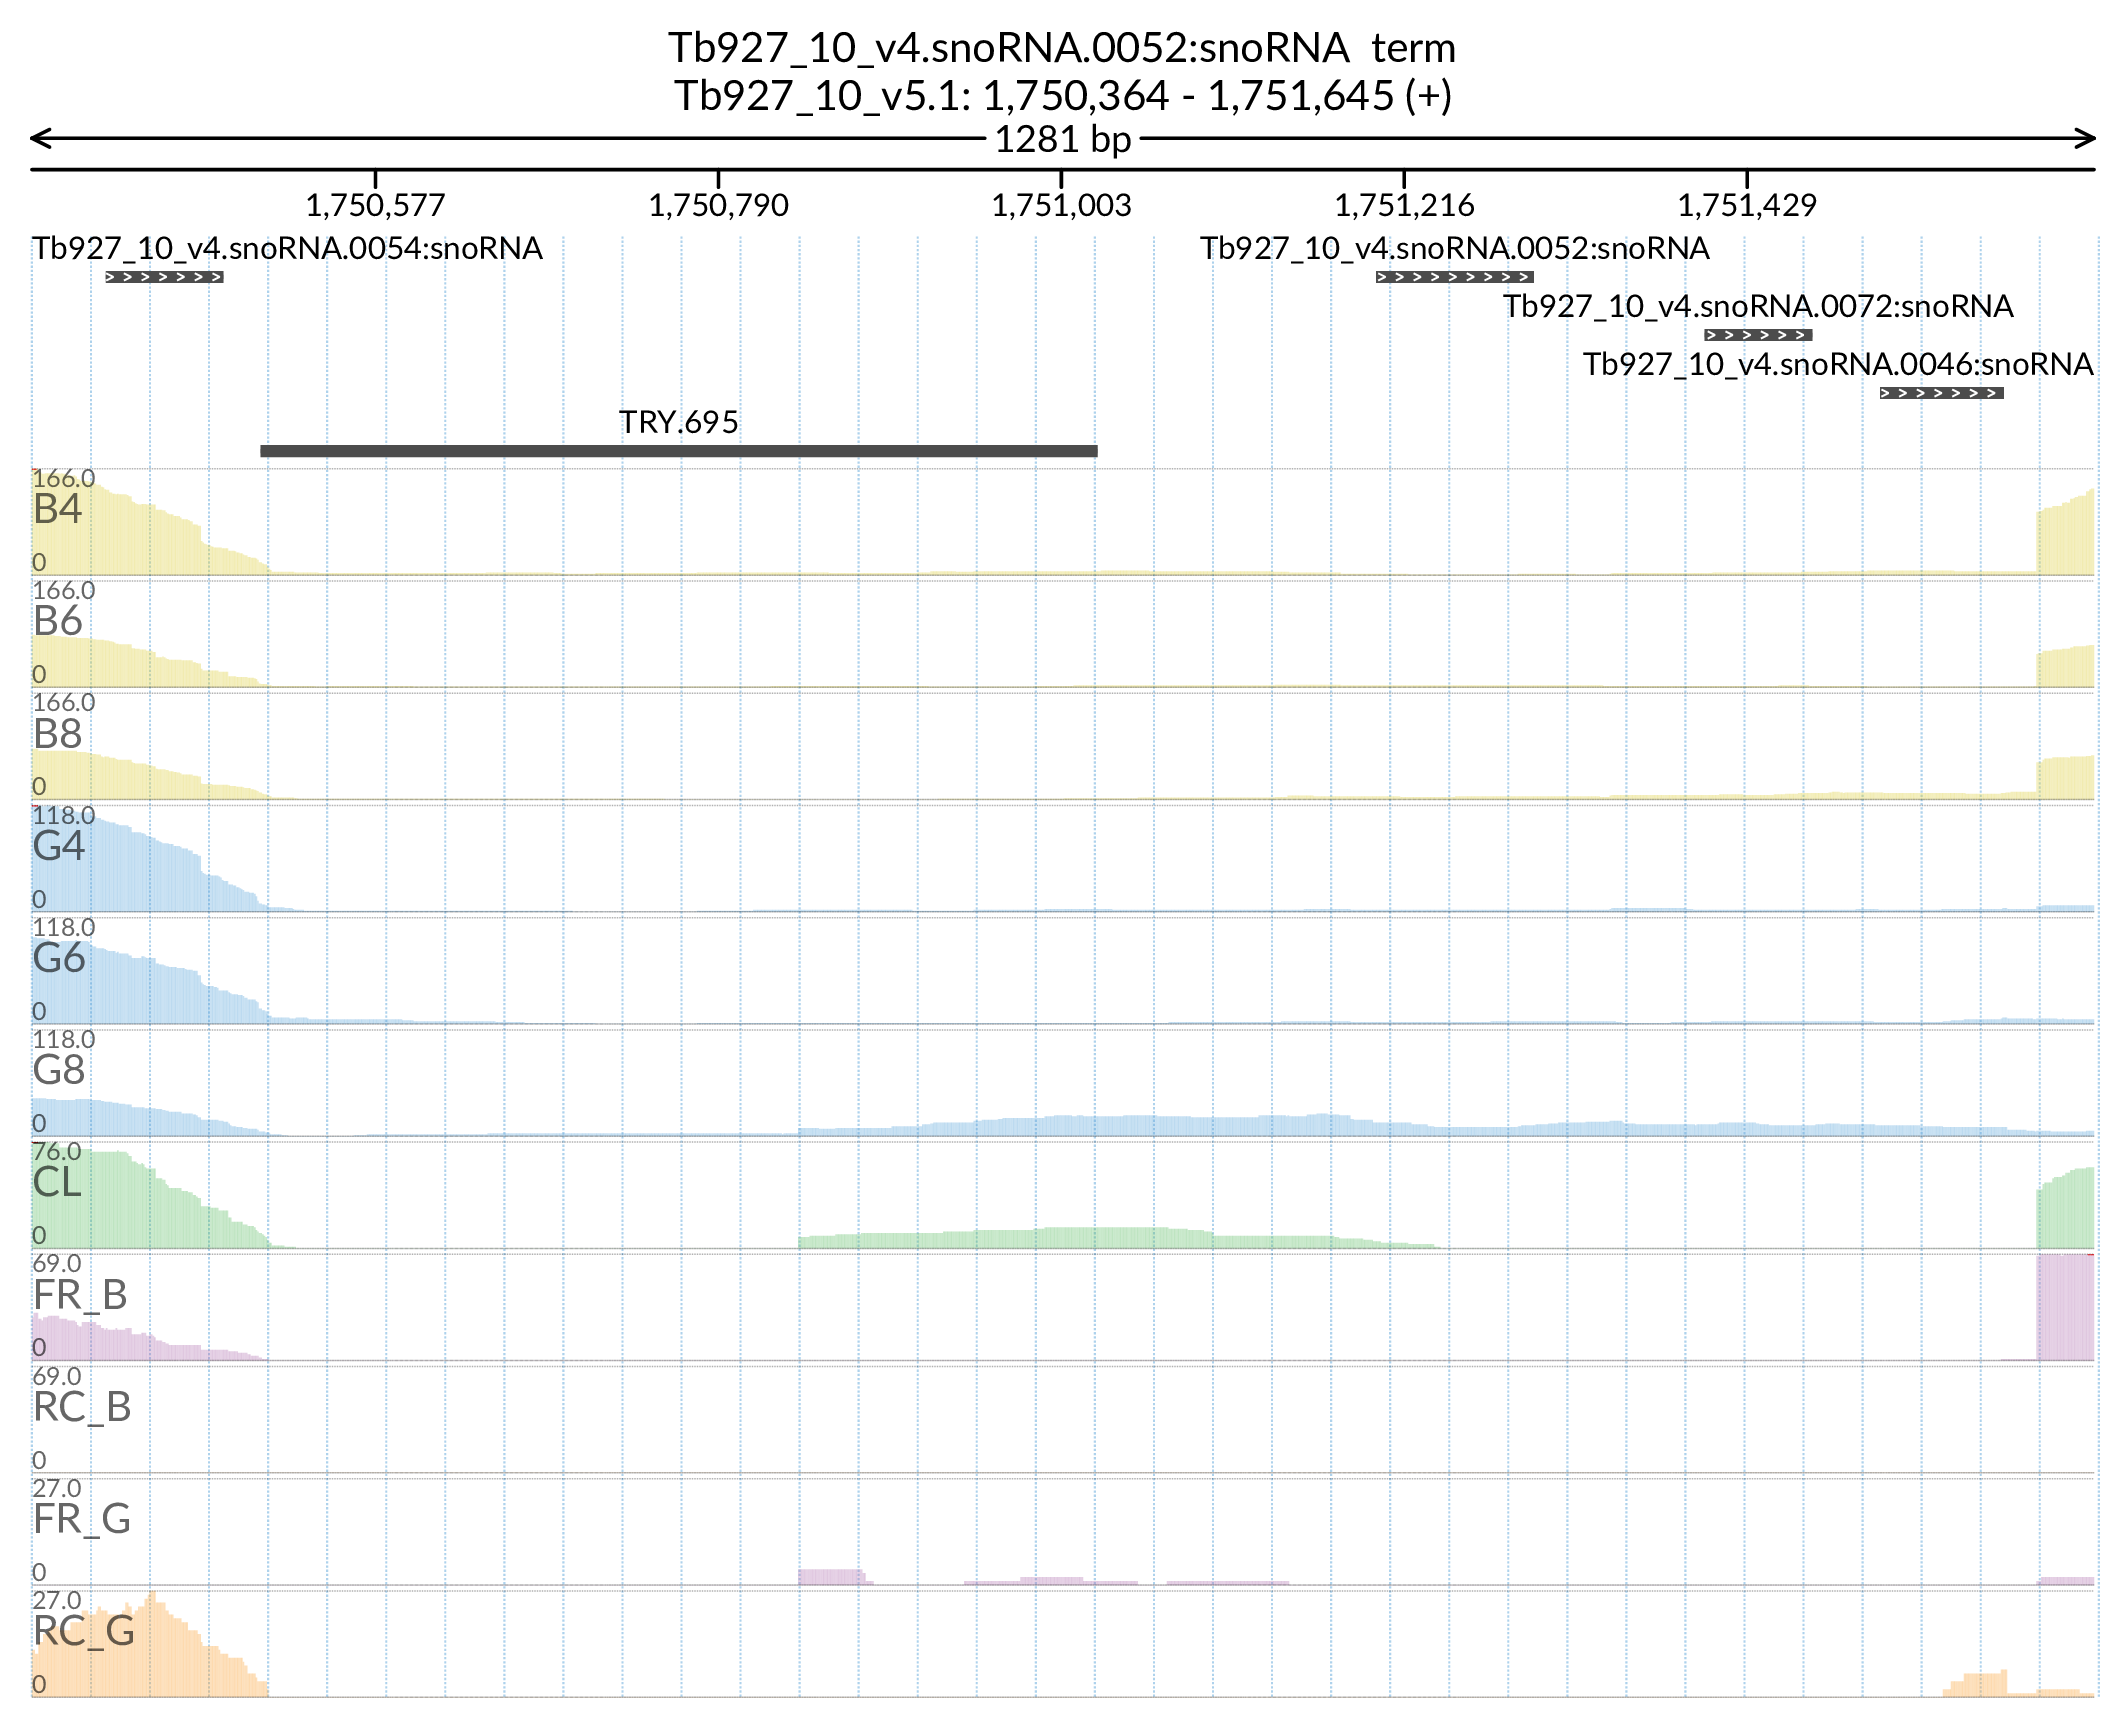 Tb927_10_v4.snoRNA.0052:snoRNA term
Tb927_10_v5.1: 1,750,364 - 1,751,645 (+)
1281 bp
1,750,577 1,750,790 1,751,003 1,751,216 1,751,429
Tb927_10_v4.snoRNA.0054:snoRNA Tb927_10_v4.snoRNA.0052:snoRNA
Tb927_10_v4.snoRNA.0072:snoRNA
Tb927_10_v4.snoRNA.0046:snoRNA
TRY.695
166.0
B4
0
166.0
B6
0
166.0
B8
0
118.0
G4
0
118.0
G6
0
118.0
G8
0
76.0
CL
0
69.0
FR_B
0
69.0
RC_B
0
27.0
FR_G
0
27.0
RC_G
0